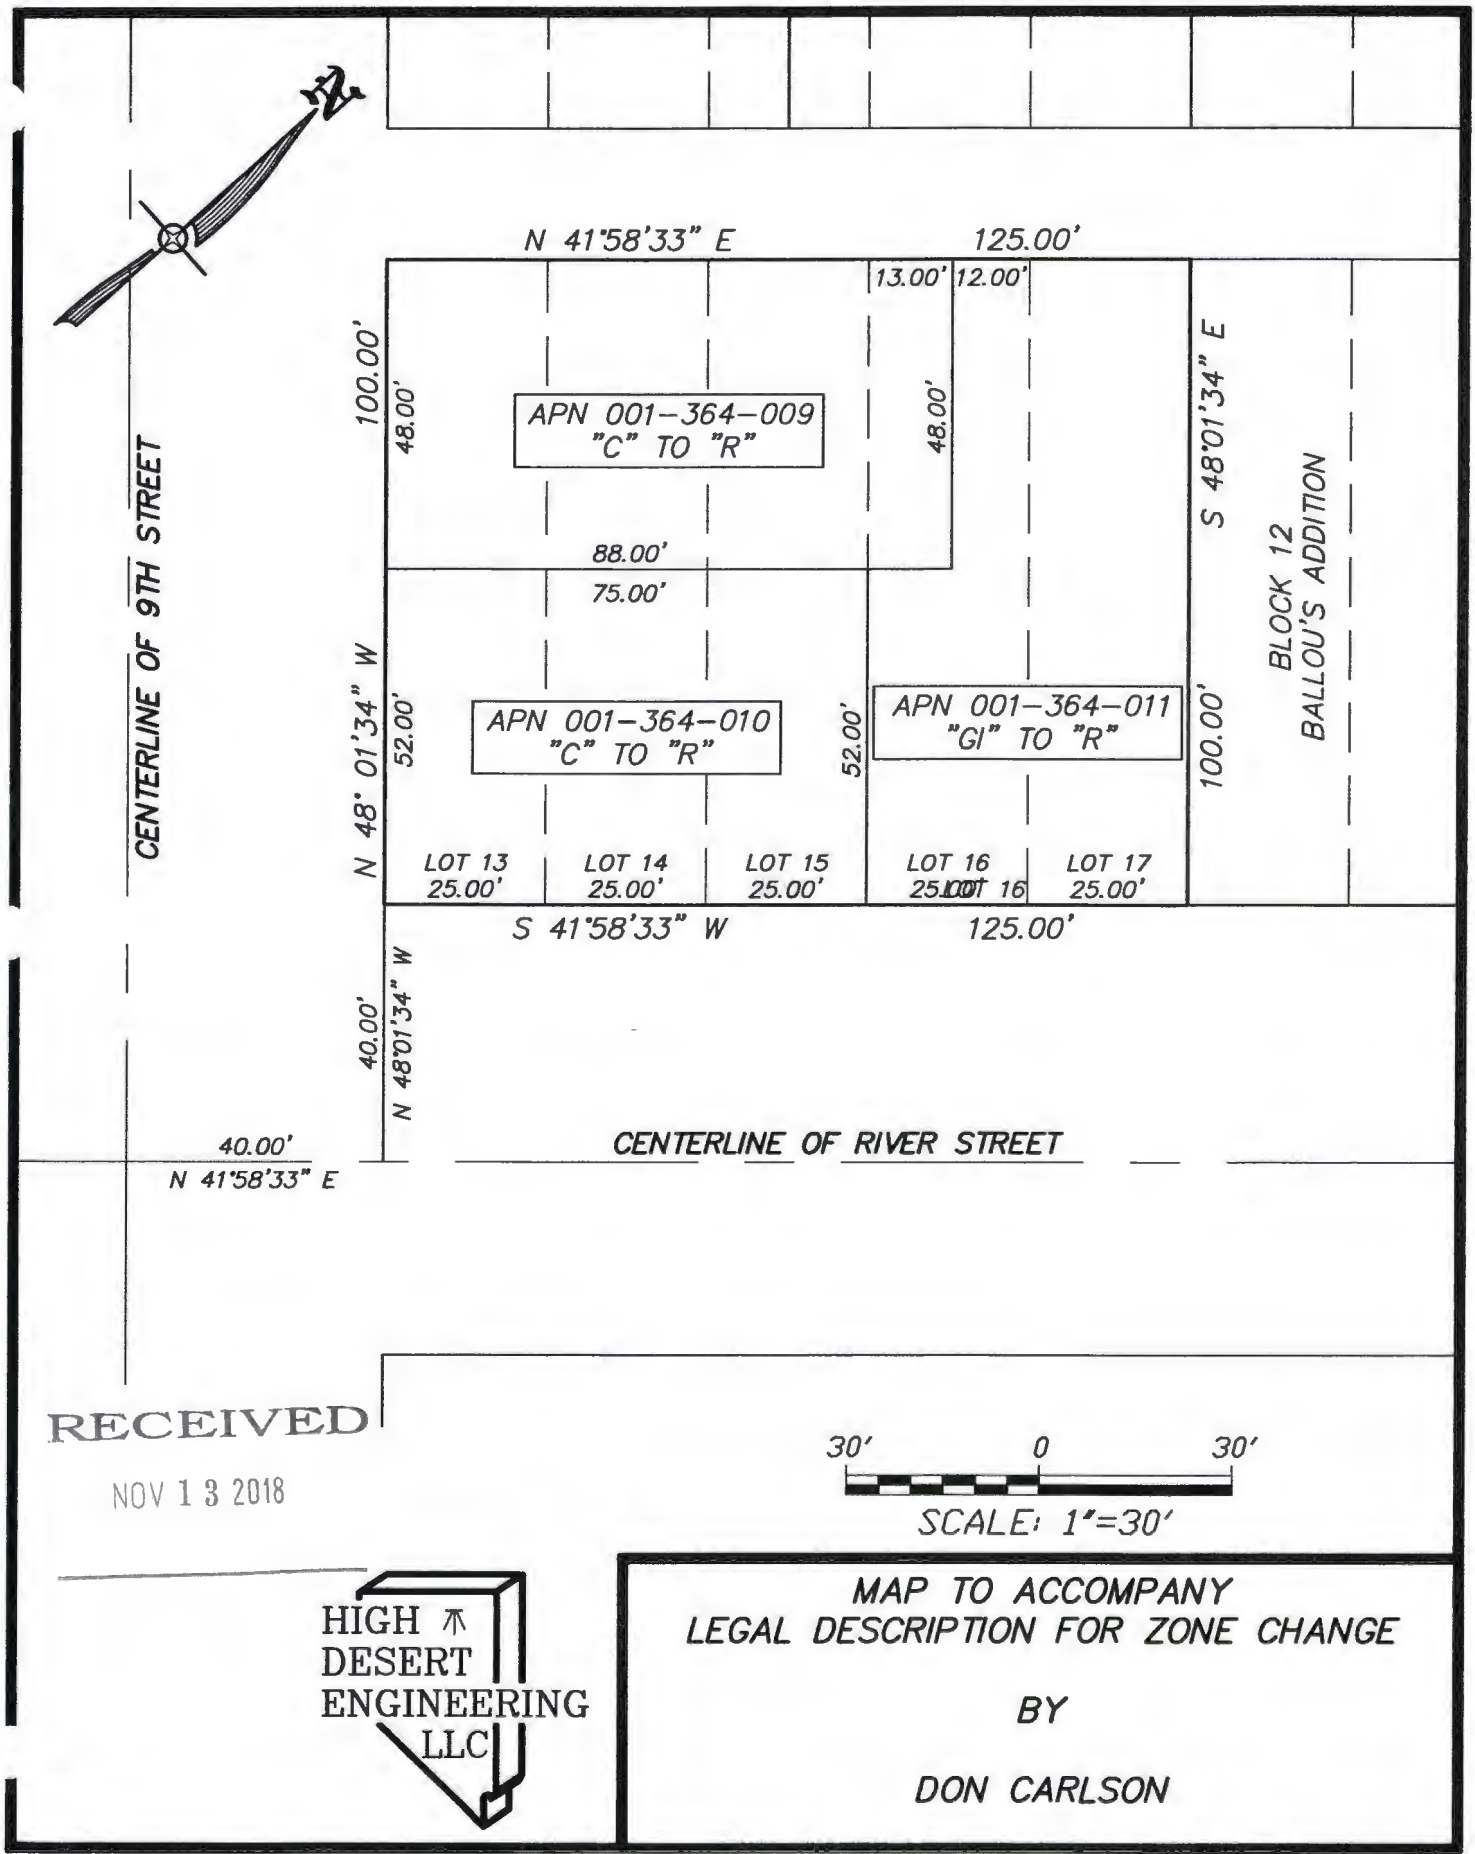 N
N 41°58'33" E 125.00'
13.00' 12.00'
100.00'
48.00'
48.00'
S 48°01'34" E
APN 001-364-009
"C" TO "R"
CENTERLINE OF 9TH STREET
BLOCK 12
BALLOU'S ADDITION
88.00'
75.00'
N 48° 01'34" W
52.00'
52.00'
100.00'
APN 001-364-010
"C" TO "R"
APN 001-364-011
"GI" TO "R"
LOT 13
25.00'
LOT 14
25.00'
LOT 15
25.00'
LOT 16
25.00'
LOT 16
LOT 17
25.00'
S 41°58'33" W 125.00'
40.00'
N 48°01'34" W
40.00'
N 41°58'33" E
CENTERLINE OF RIVER STREET
RECEIVED
NOV 13 2018
30' 0 30'
SCALE: 1"=30'
HIGH
DESERT
ENGINEERING
LLC
MAP TO ACCOMPANY
LEGAL DESCRIPTION FOR ZONE CHANGE
BY
DON CARLSON